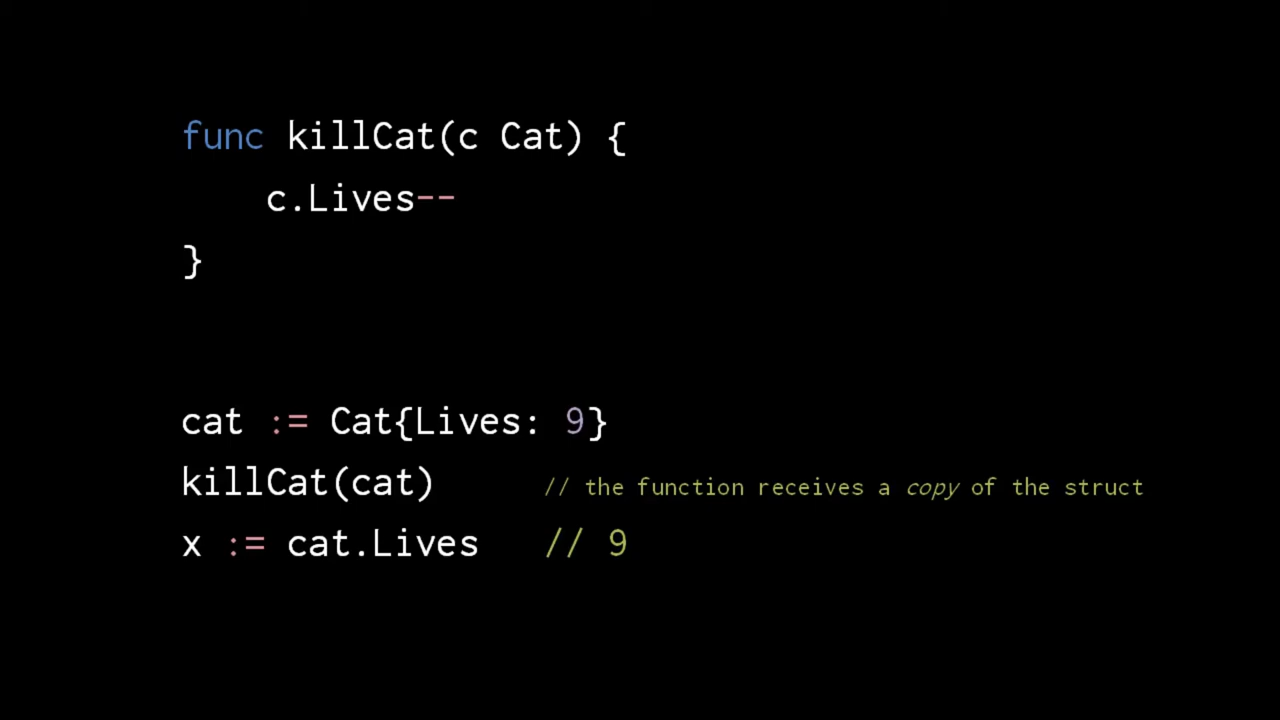 func killCat(c Cat) {
    c.Lives--
}
cat := Cat{Lives: 9}
killCat(cat)     // the function receives a copy of the struct
x := cat.Lives   // 9